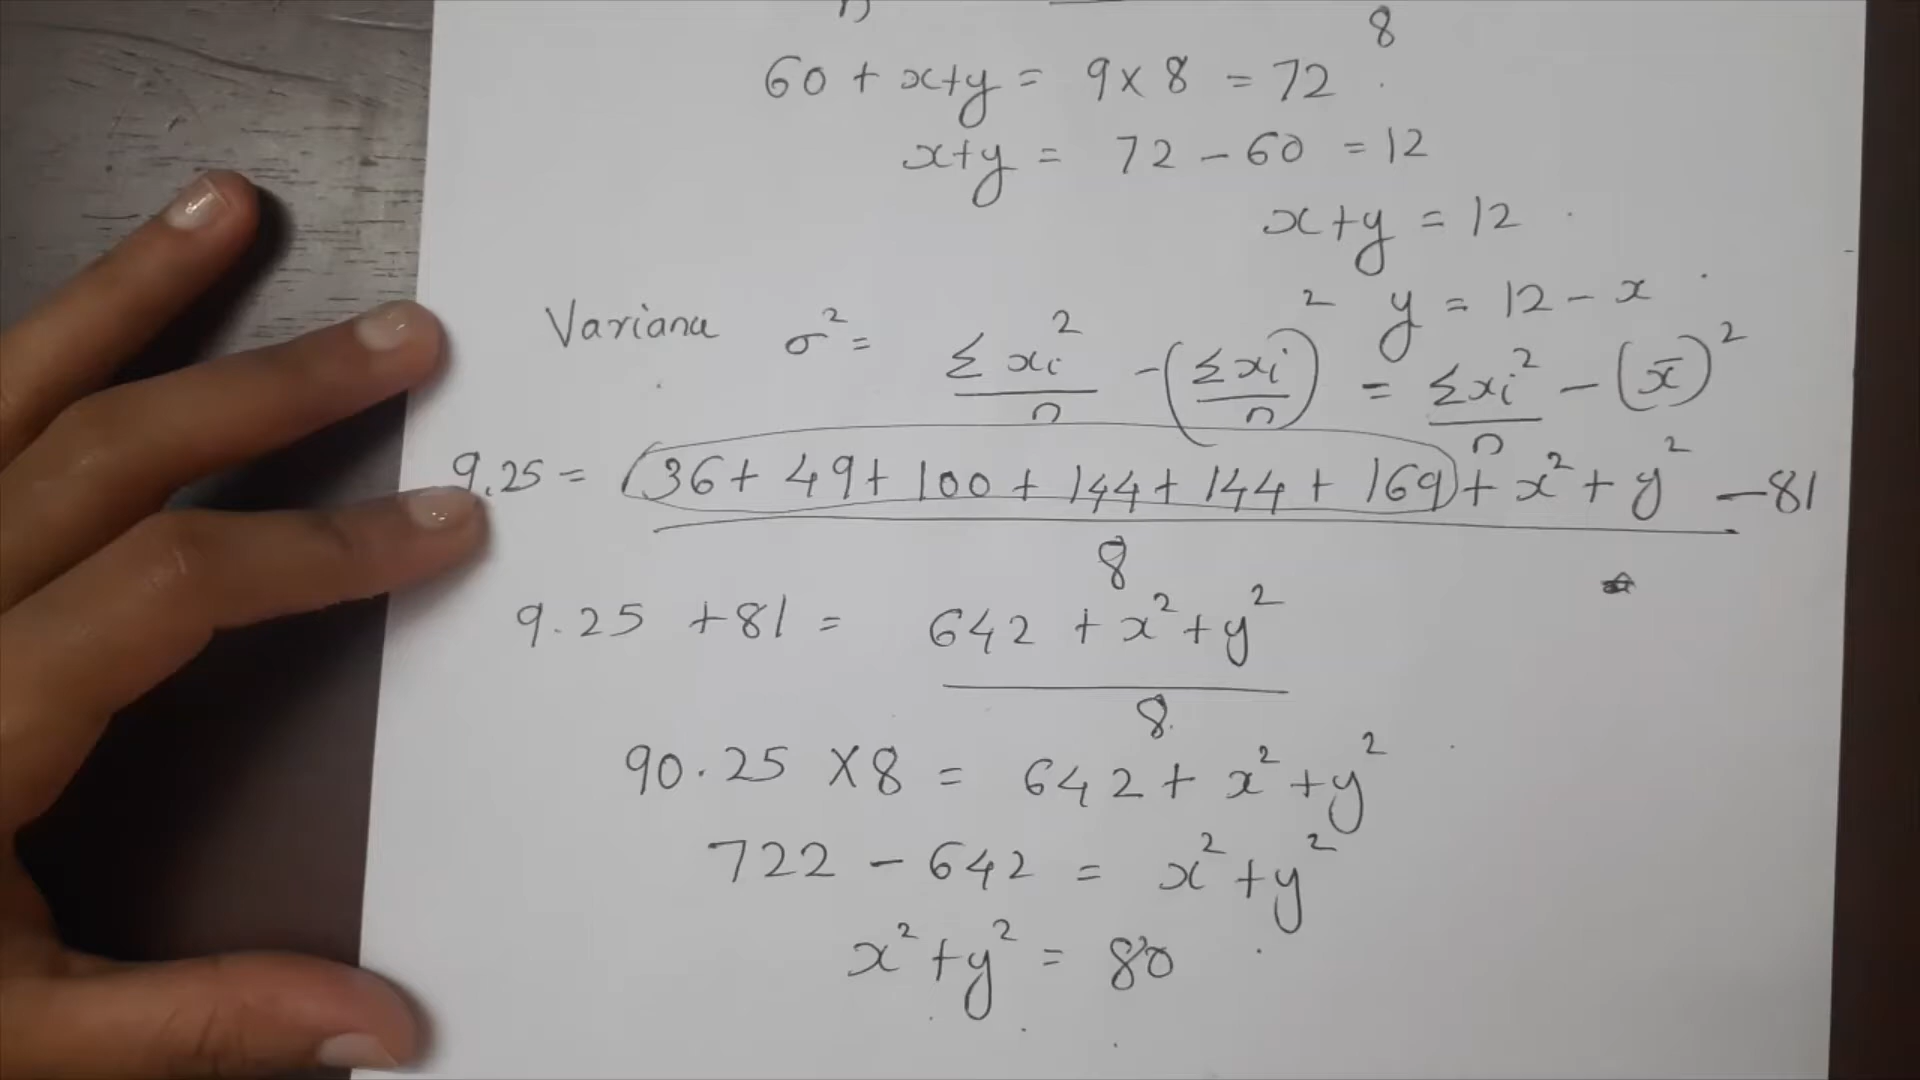 8
60 + x+y = 9 x 8 = 72
x+y = 72 - 60 = 12
x+y = 12
y = 12 - x
Variance σ² = Σxi²/n - (Σxi/n)² = Σxi²/n - (x̄)²
9.25 = (36 + 49 + 100 + 144 + 144 + 169) + x² + y² / 8 - 81
9.25 + 81 = 642 + x² + y² / 8
90.25 X 8 = 642 + x² + y²
722 - 642 = x² + y²
x² + y² = 80